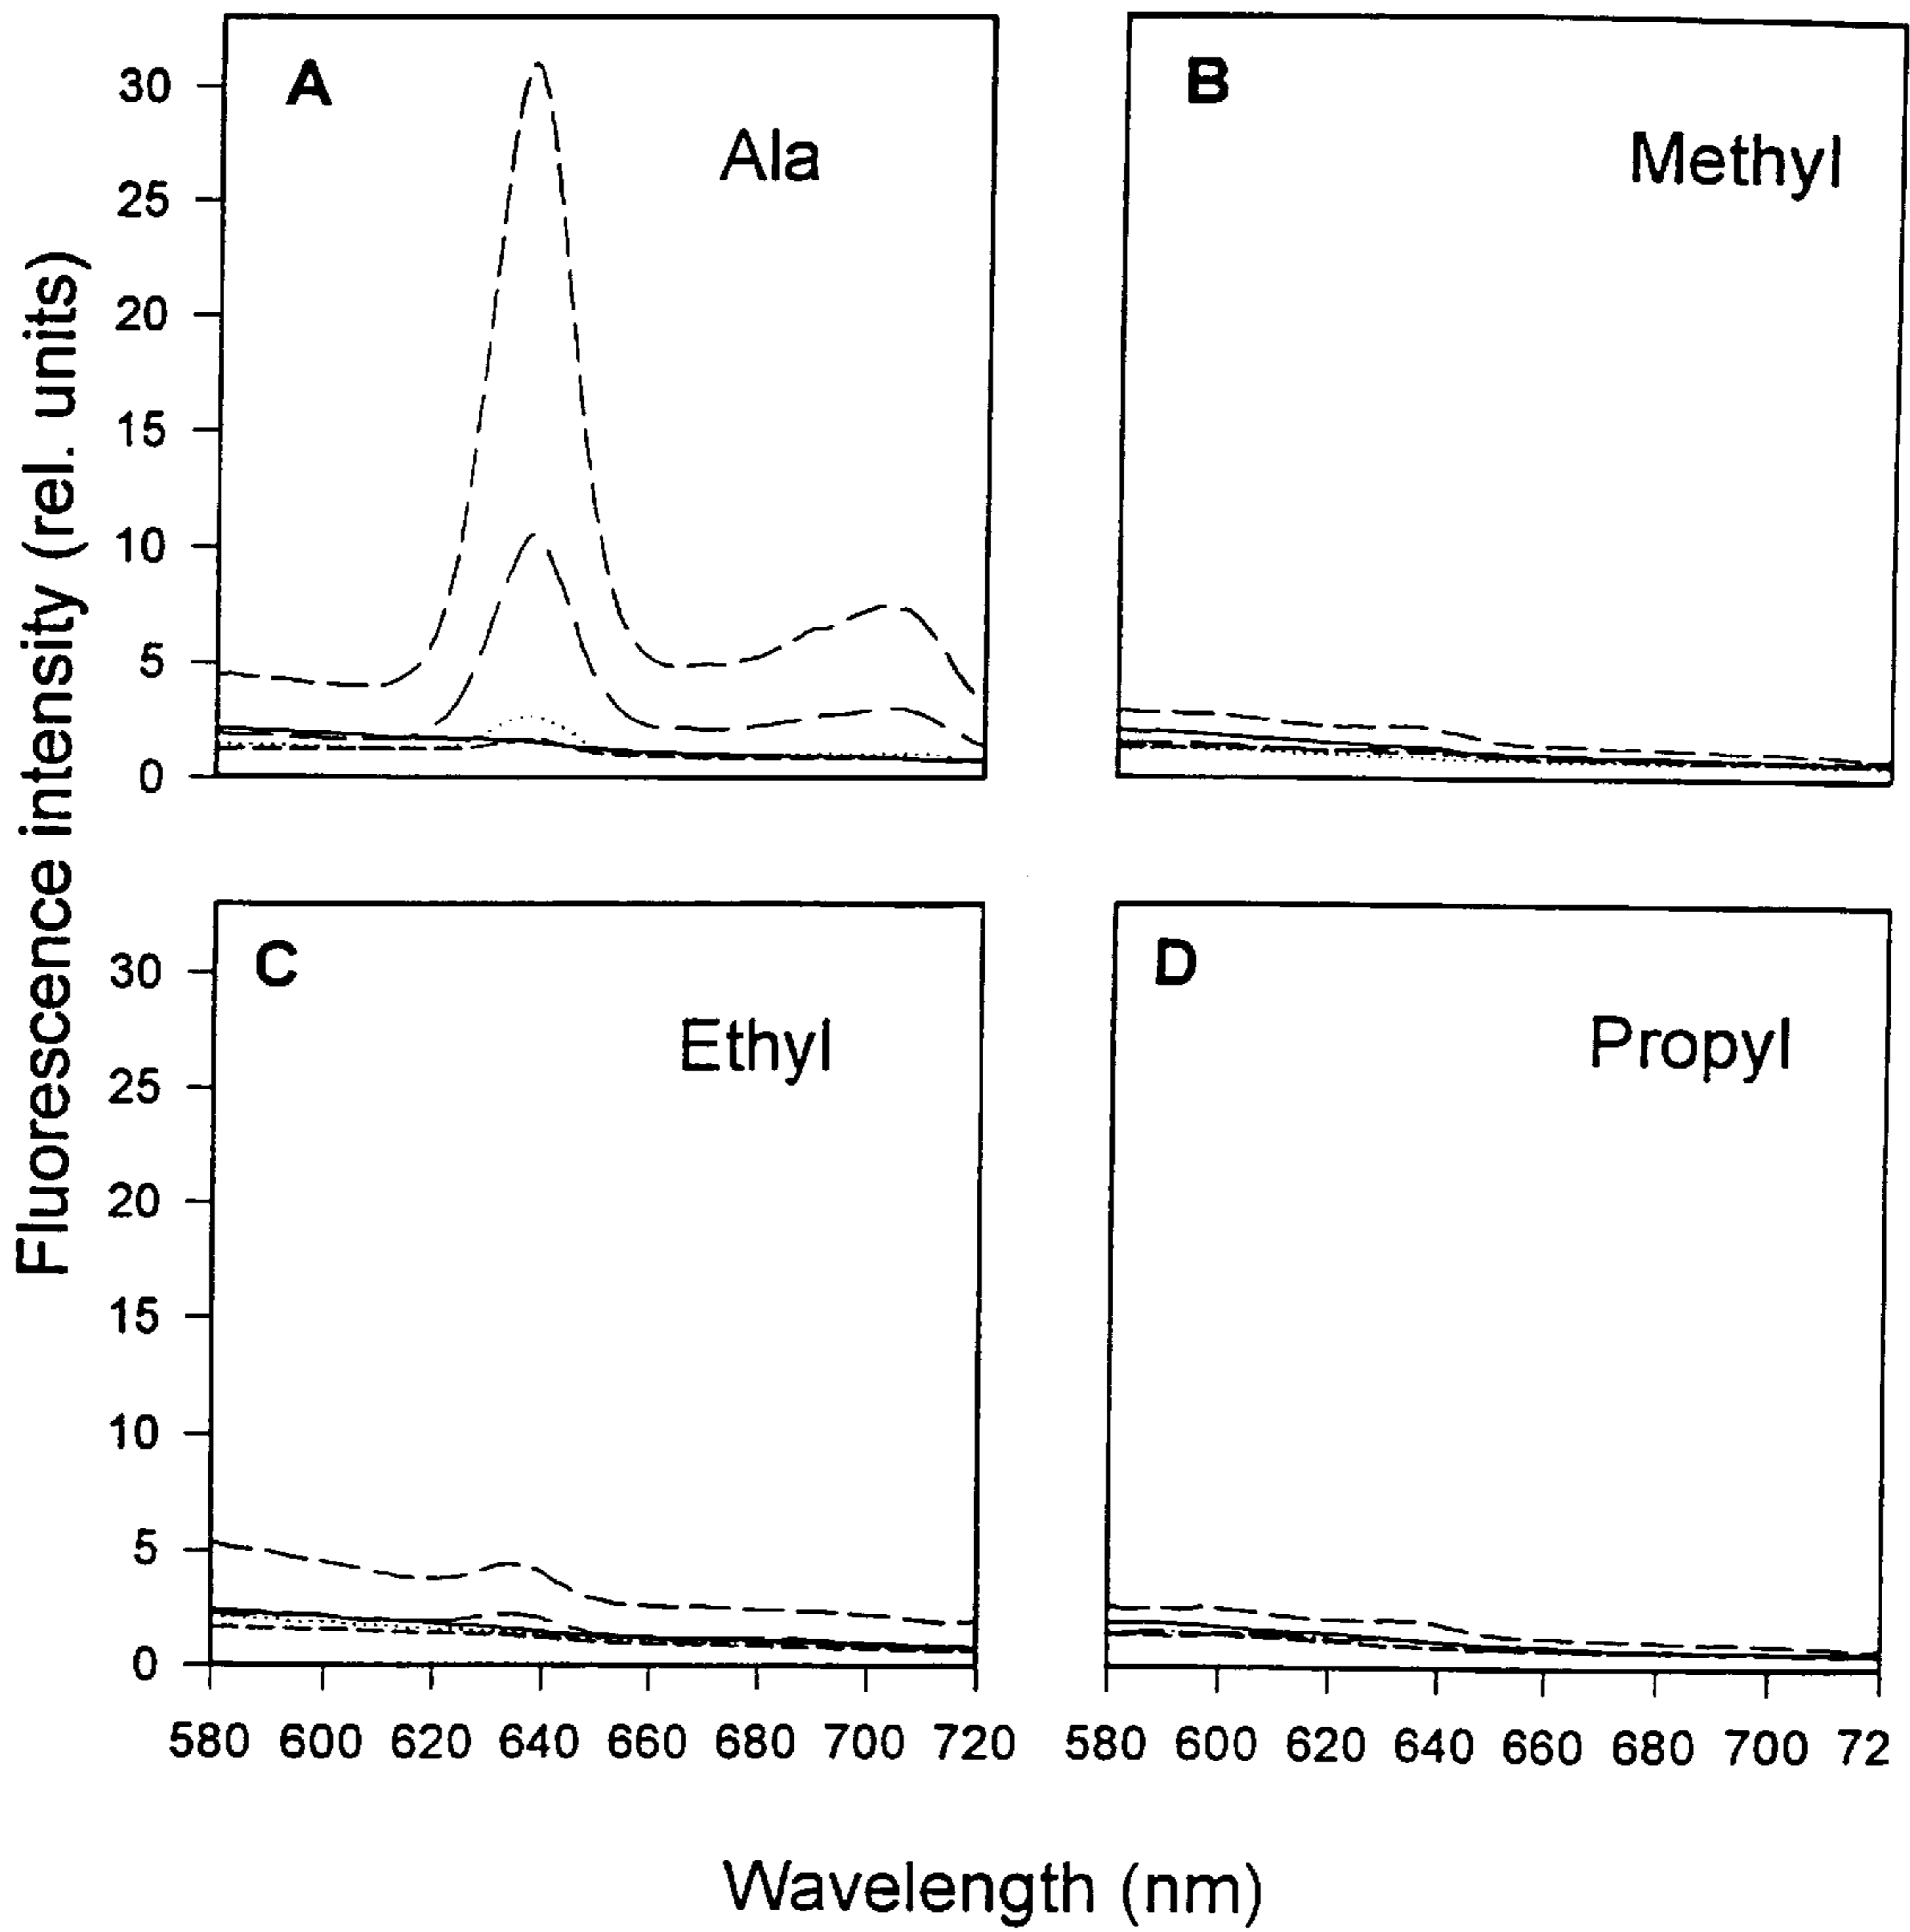 Fluorescence intensity (rel. units)
A
Ala
30
25
20
15
10
5
0
B
Methyl
C
Ethyl
30
25
20
15
10
5
0
580 600 620 640 660 680 700 720
D
Propyl
580 600 620 640 660 680 700 72
Wavelength (nm)